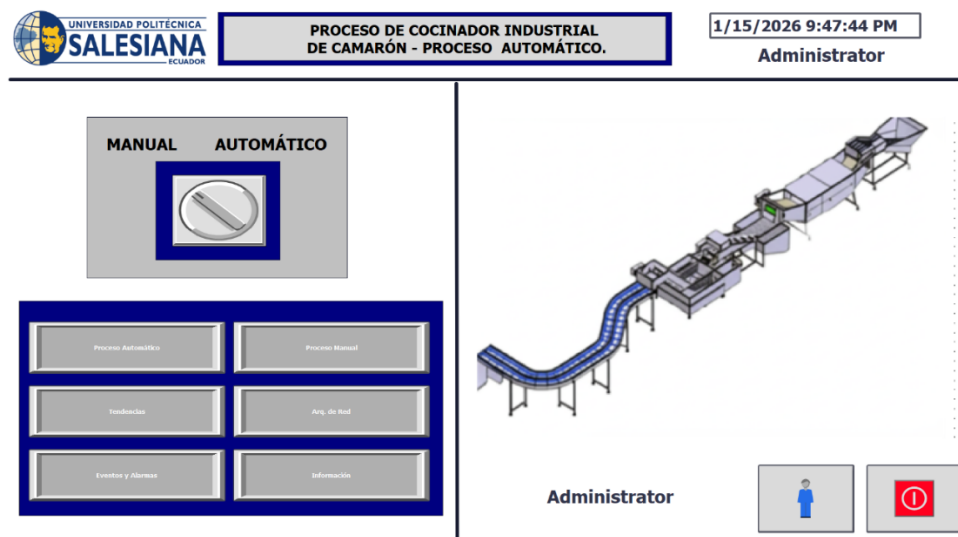 UNIVERSIDAD POLITÉCNICA
SALESIANA
ECUADOR
PROCESO DE COCINADOR INDUSTRIAL
DE CAMARÓN - PROCESO  AUTOMÁTICO.
1/15/2026 9:47:44 PM
Administrator
MANUAL AUTOMÁTICO
Proceso Automático
Proceso Manual
Tendencias
Arq. de Red
Eventos y Alarmas
Información
Administrator